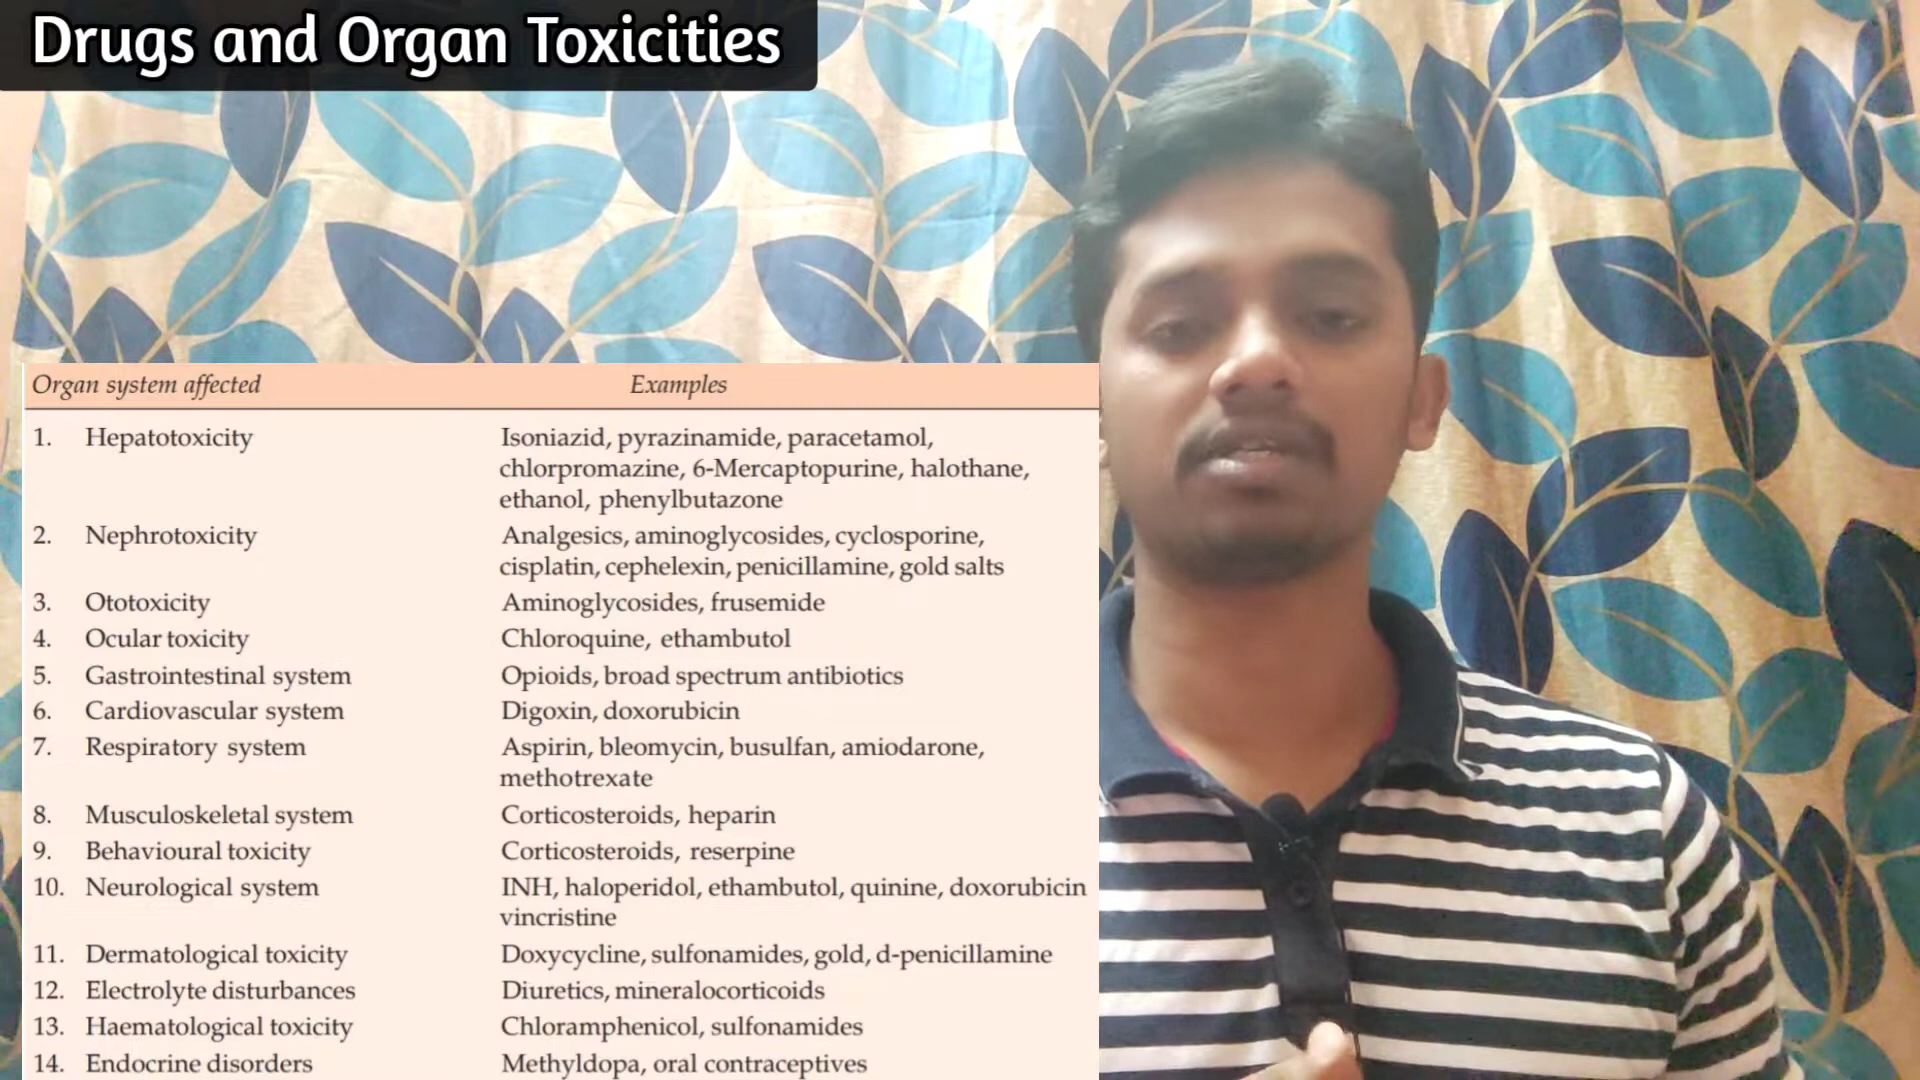 Drugs and Organ Toxicities
Organ system affected Examples
1. Hepatotoxicity Isoniazid, pyrazinamide, paracetamol,
chlorpromazine, 6-Mercaptopurine, halothane,
ethanol, phenylbutazone
2. Nephrotoxicity Analgesics, aminoglycosides, cyclosporine,
cisplatin, cephelexin, penicillamine, gold salts
3. Ototoxicity Aminoglycosides, frusemide
4. Ocular toxicity Chloroquine, ethambutol
5. Gastrointestinal system Opioids, broad spectrum antibiotics
6. Cardiovascular system Digoxin, doxorubicin
7. Respiratory system Aspirin, bleomycin, busulfan, amiodarone,
methotrexate
8. Musculoskeletal system Corticosteroids, heparin
9. Behavioural toxicity Corticosteroids, reserpine
10. Neurological system INH, haloperidol, ethambutol, quinine, doxorubicin
vincristine
11. Dermatological toxicity Doxycycline, sulfonamides, gold, d-penicillamine
12. Electrolyte disturbances Diuretics, mineralocorticoids
13. Haematological toxicity Chloramphenicol, sulfonamides
14. Endocrine disorders Methyldopa, oral contraceptives